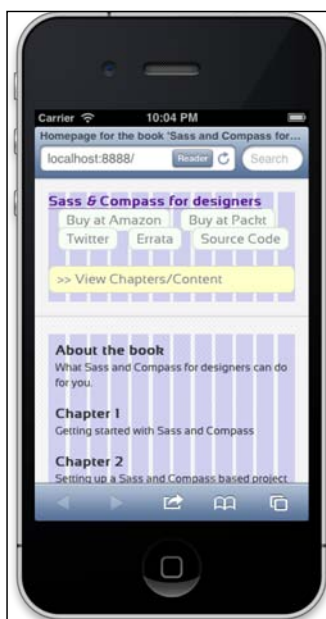 Carrier 10:04 PM
Homepage for the book 'Sass and Compass for...
localhost:8888/ Reader Search
Sass & Compass for designers
Buy at Amazon Buy at Packt
Twitter Errata Source Code
>> View Chapters/Content
About the book
What Sass and Compass for designers can do
for you.
Chapter 1
Getting started with Sass and Compass
Chapter 2
Setting up a Sass and Compass based project